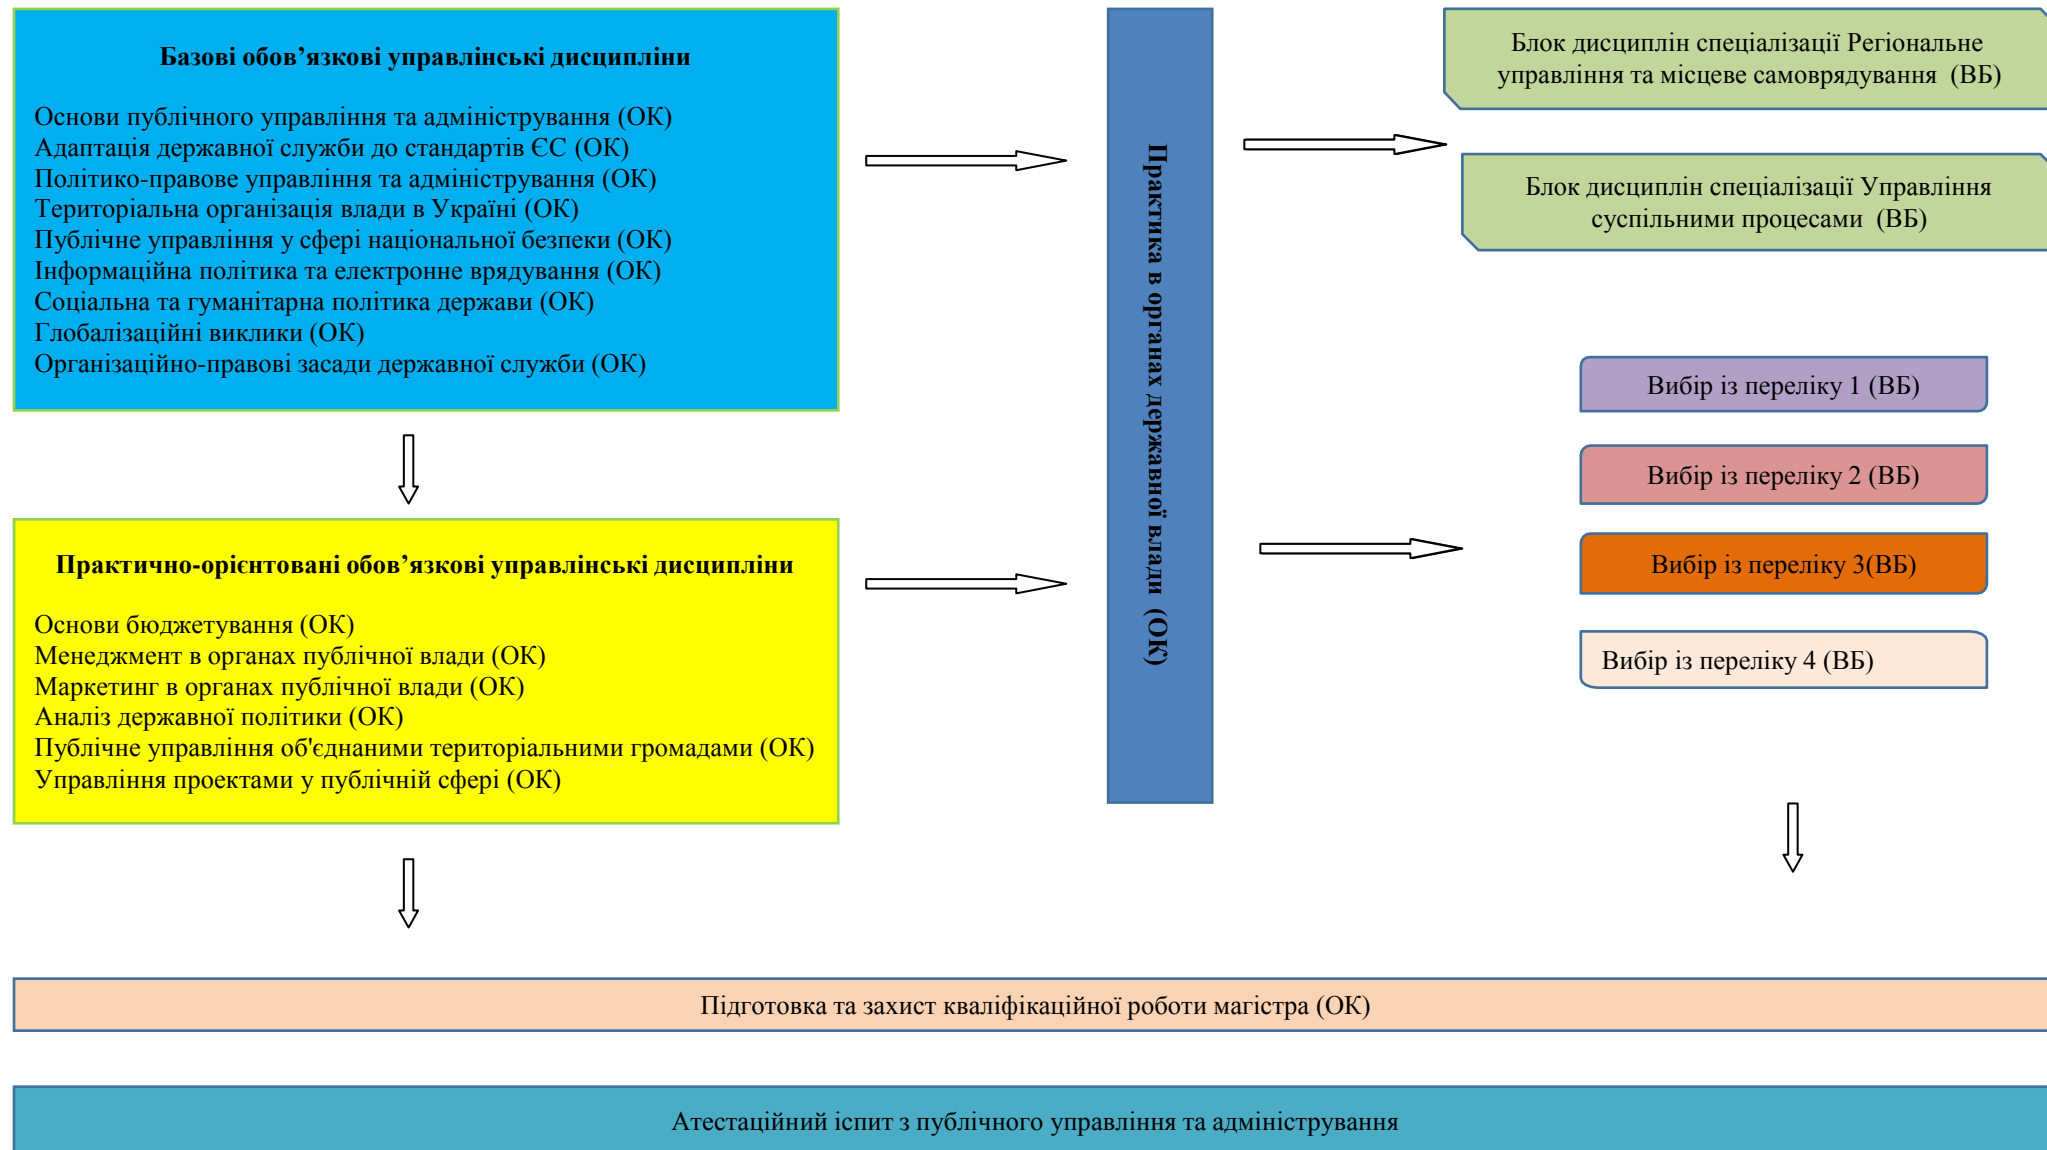 Базові обов’язкові управлінські дисципліни
Основи публічного управління та адміністрування (ОК)
Адаптація державної служби до стандартів ЄС (ОК)
Політико-правове управління та адміністрування (ОК)
Територіальна організація влади в Україні (ОК)
Публічне управління у сфері національної безпеки (ОК)
Інформаційна політика та електронне врядування (ОК)
Соціальна та гуманітарна політика держави (ОК)
Глобалізаційні виклики (ОК)
Організаційно-правові засади державної служби (ОК)
Практично-орієнтовані обов’язкові управлінські дисципліни
Основи бюджетування (ОК)
Менеджмент в органах публічної влади (ОК)
Маркетинг в органах публічної влади (ОК)
Аналіз державної політики (ОК)
Публічне управління об'єднаними територіальними громадами (ОК)
Управління проектами у публічній сфері (ОК)
Практика в органах державної влади (ОК)
Блок дисциплін спеціалізації Регіональне
управління та місцеве самоврядування (ВБ)
Блок дисциплін спеціалізації Управління
суспільними процесами (ВБ)
Вибір із переліку 1 (ВБ)
Вибір із переліку 2 (ВБ)
Вибір із переліку 3(ВБ)
Вибір із переліку 4 (ВБ)
Підготовка та захист кваліфікаційної роботи магістра (ОК)
Атестаційний іспит з публічного управління та адміністрування